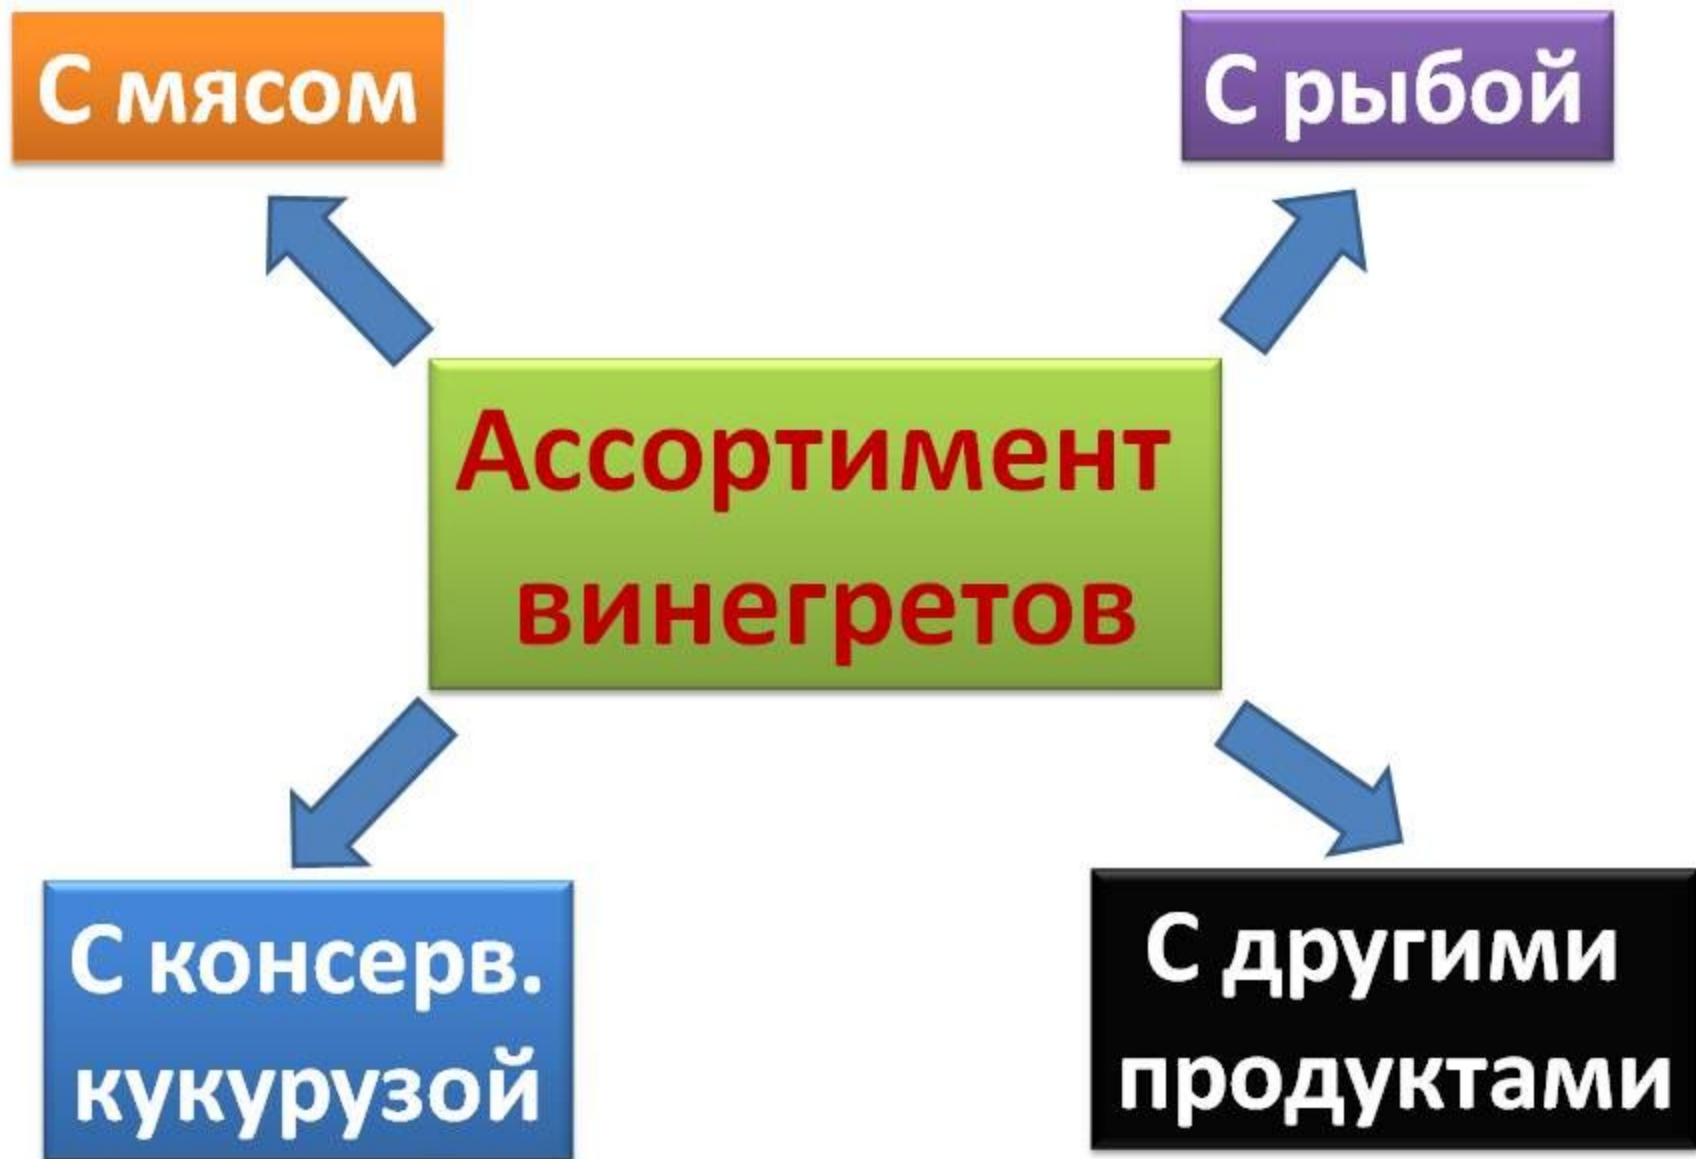 С мясом
С рыбой
Ассортимент
винегретов
С консерв.
кукурузой
С другими
продуктами